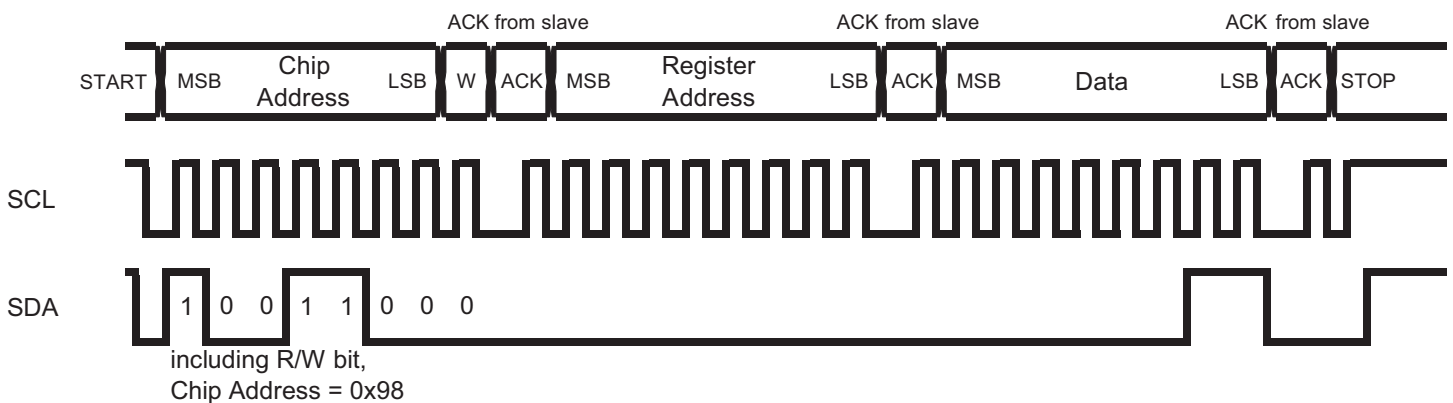 ACK from slave ACK from slave ACK from slave
START MSB Chip Address LSB W ACK MSB Register Address LSB ACK MSB Data LSB ACK STOP
SCL
SDA 1 0 0 1 1 0 0 0
including R/W bit,
Chip Address = 0x98